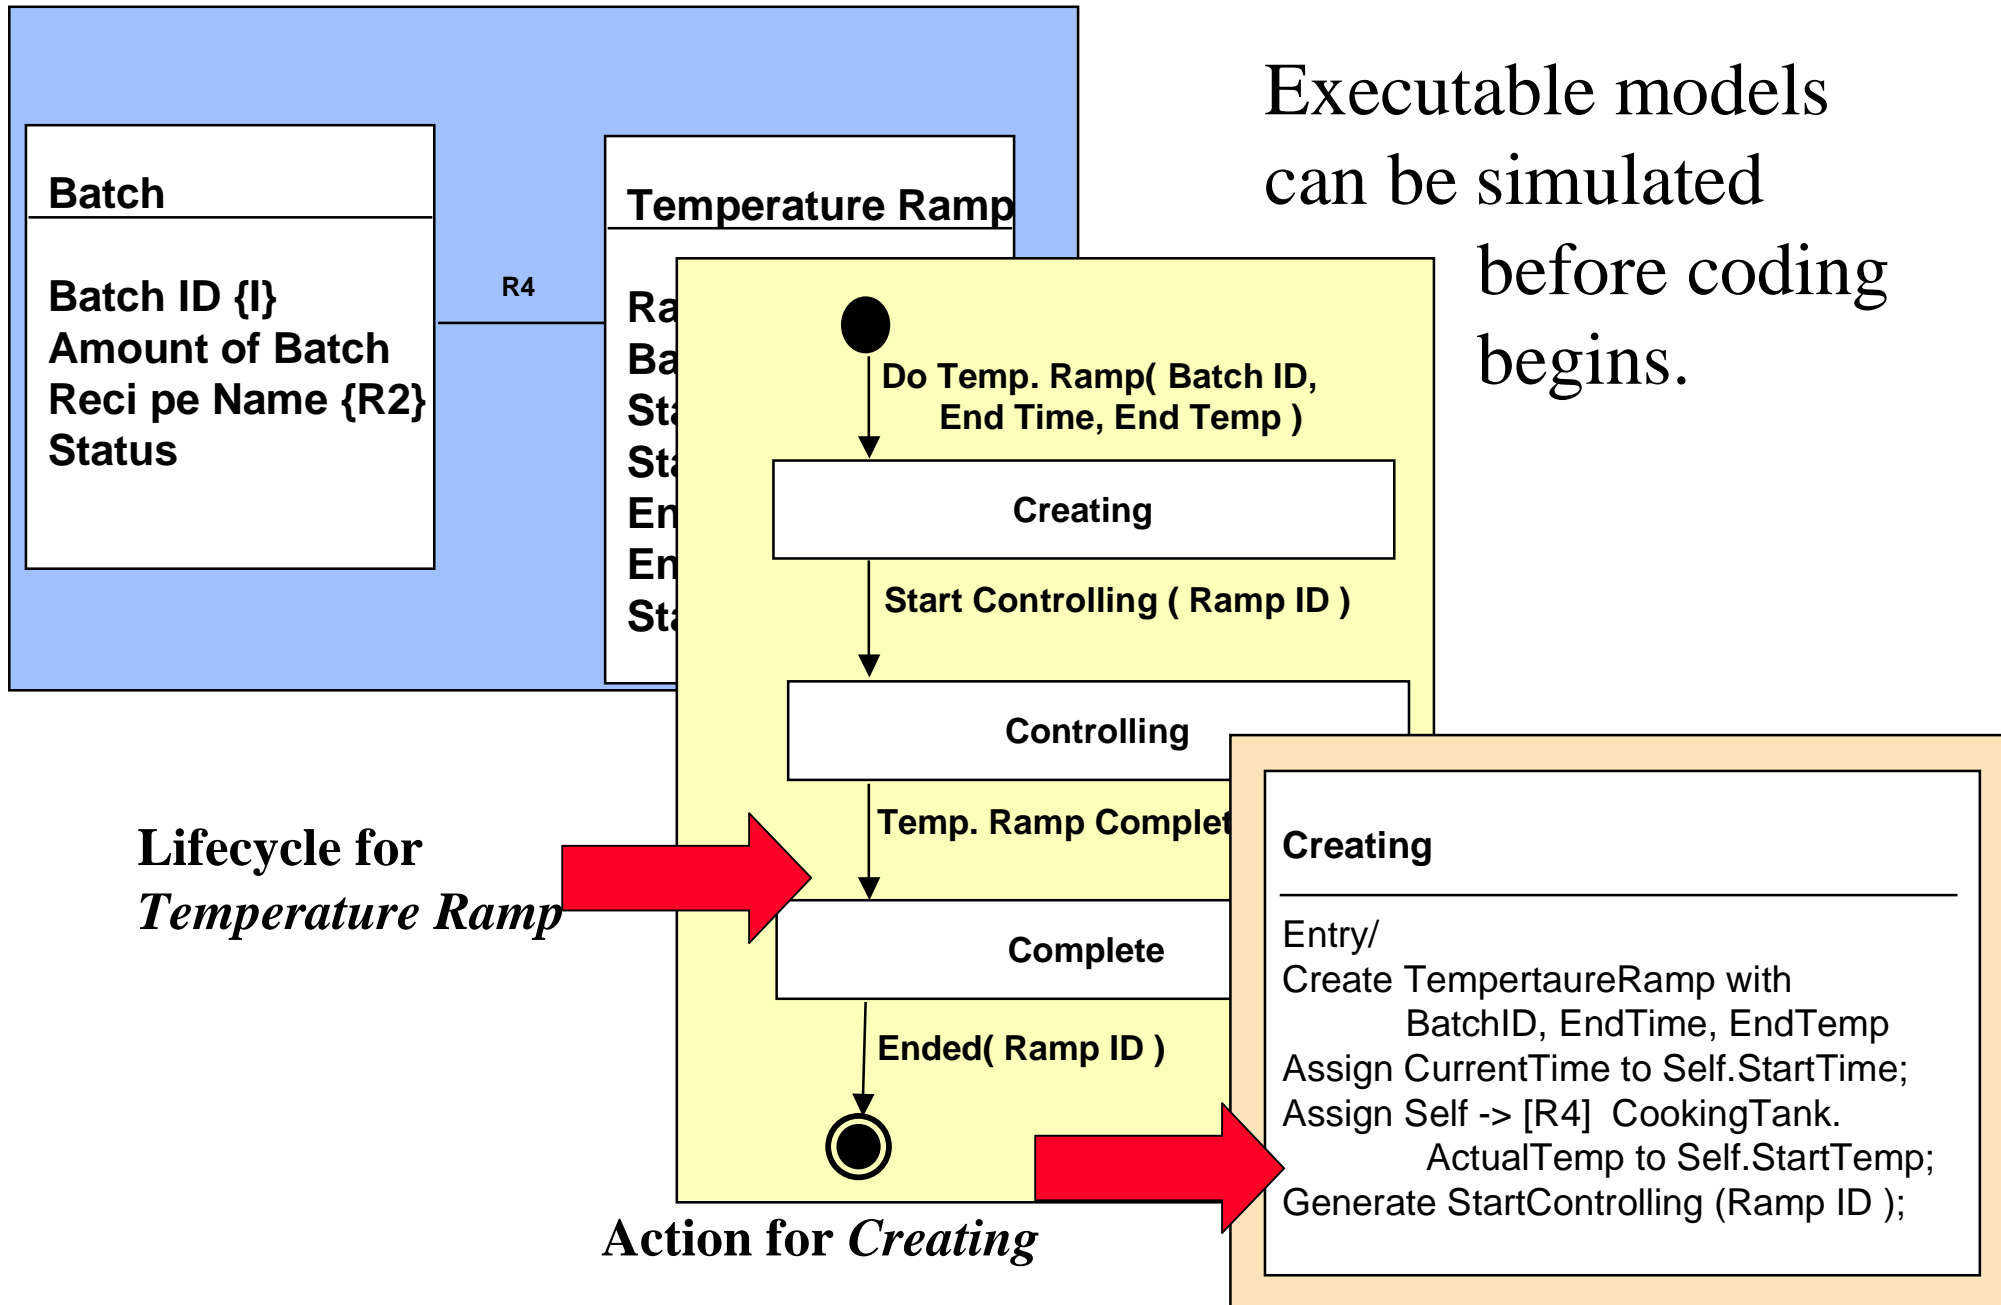 Executable models
can be simulated
before coding
begins.
Batch
Batch ID {I}
Amount of Batch
Reci pe Name {R2}
Status
R4
Temperature Ramp
Ra
Ba
Sta
Sta
En
En
Sta
Do Temp. Ramp( Batch ID,
End Time, End Temp )
Creating
Start Controlling ( Ramp ID )
Controlling
Temp. Ramp Complet
Complete
Ended( Ramp ID )
Lifecycle for
Temperature Ramp
Action for Creating
Creating
Entry/
Create TempertaureRamp with
BatchID, EndTime, EndTemp
Assign CurrentTime to Self.StartTime;
Assign Self -> [R4] CookingTank.
ActualTemp to Self.StartTemp;
Generate StartControlling (Ramp ID );